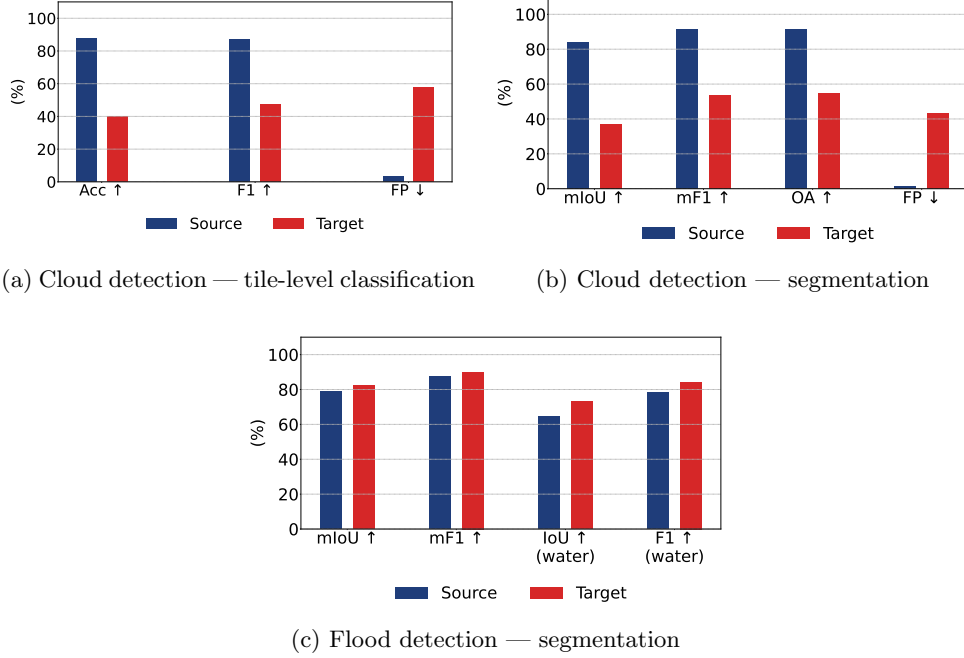 100
80
60
40
20
0
(%)
Acc ↑
F1 ↑
FP ↓
Source
Target
(a) Cloud detection — tile-level classification
100
80
60
40
20
0
(%)
mIoU ↑
mF1 ↑
OA ↑
FP ↓
Source
Target
(b) Cloud detection — segmentation
100
80
60
40
20
0
(%)
mIoU ↑
mF1 ↑
IoU ↑
(water)
F1 ↑
(water)
Source
Target
(c) Flood detection — segmentation